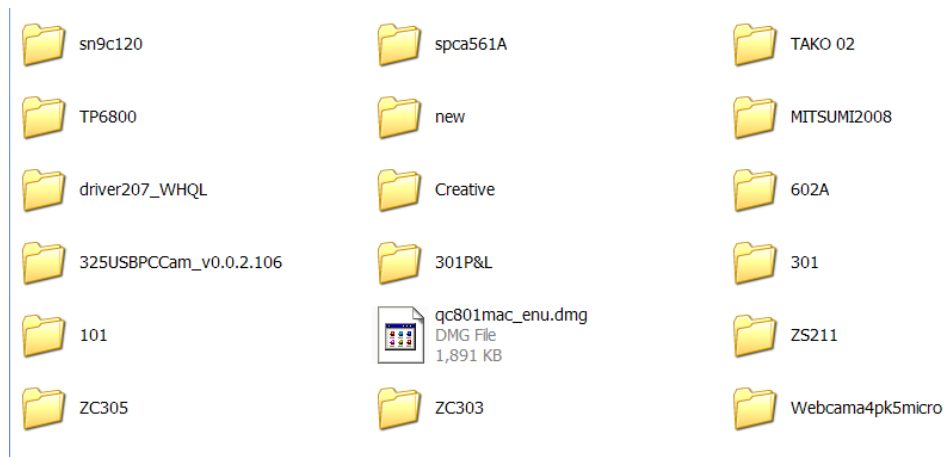 sn9c120
spca561A
TAKO 02
TP6800
new
MITSUMI2008
driver207_WHQL
Creative
602A
325USBPCCam_v0.0.2.106
301P&L
301
101
qc801mac_enu.dmg
DMG File
1,891 KB
ZS211
ZC305
ZC303
Webcama4pk5micro